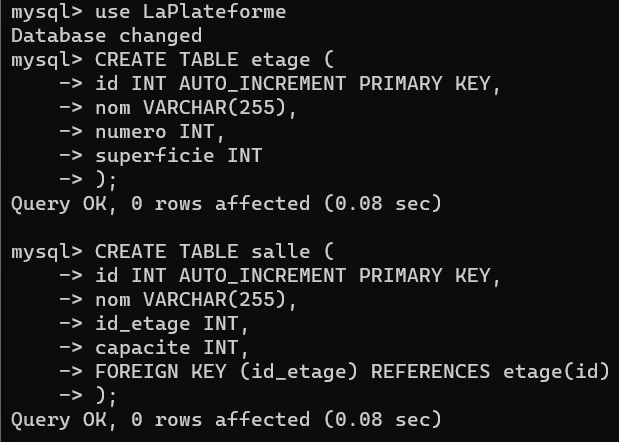 mysql> use LaPlateforme
Database changed
mysql> CREATE TABLE etage (
    -> id INT AUTO_INCREMENT PRIMARY KEY,
    -> nom VARCHAR(255),
    -> numero INT,
    -> superficie INT
    -> );
Query OK, 0 rows affected (0.08 sec)

mysql> CREATE TABLE salle (
    -> id INT AUTO_INCREMENT PRIMARY KEY,
    -> nom VARCHAR(255),
    -> id_etage INT,
    -> capacite INT,
    -> FOREIGN KEY (id_etage) REFERENCES etage(id)
    -> );
Query OK, 0 rows affected (0.08 sec)